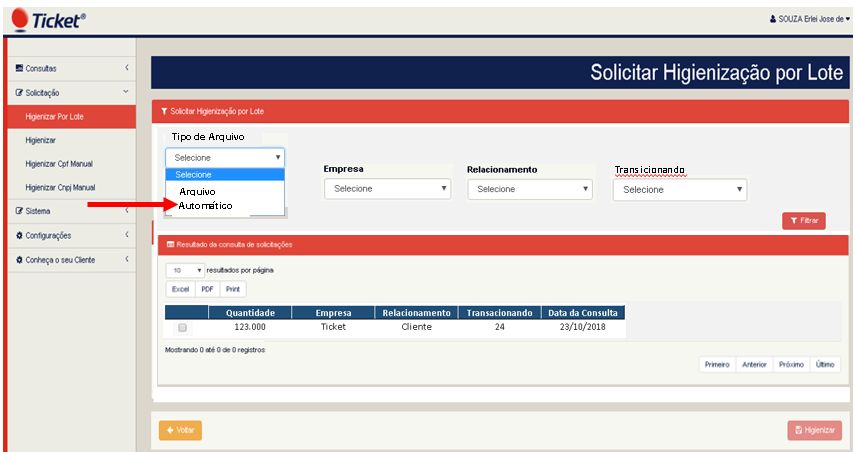 Ticket®
SOUZA Erlei Jose de
Consultas
Solicitação
Higienizar Por Lote
Higienizar
Higienizar Cpf Manual
Higienizar Cnpj Manual
Sistema
Configurações
Conheça o seu Cliente
Solicitar Higienização por Lote
Solicitar Higienização por Lote
Tipo de Arquivo
Selecione
Selecione
Arquivo
Automático
Empresa
Selecione
Relacionamento
Selecione
Transicionando
Selecione
Filtrar
Resultado da consulta de solicitações
10 resultados por página
Excel PDF Print
Quantidade Empresa Relacionamento Transacionando Data da Consulta
123.000 Ticket Cliente 24 23/10/2018
Mostrando 0 até 0 de 0 registros
Primeiro Anterior Próximo Último
Voltar
Higienizar